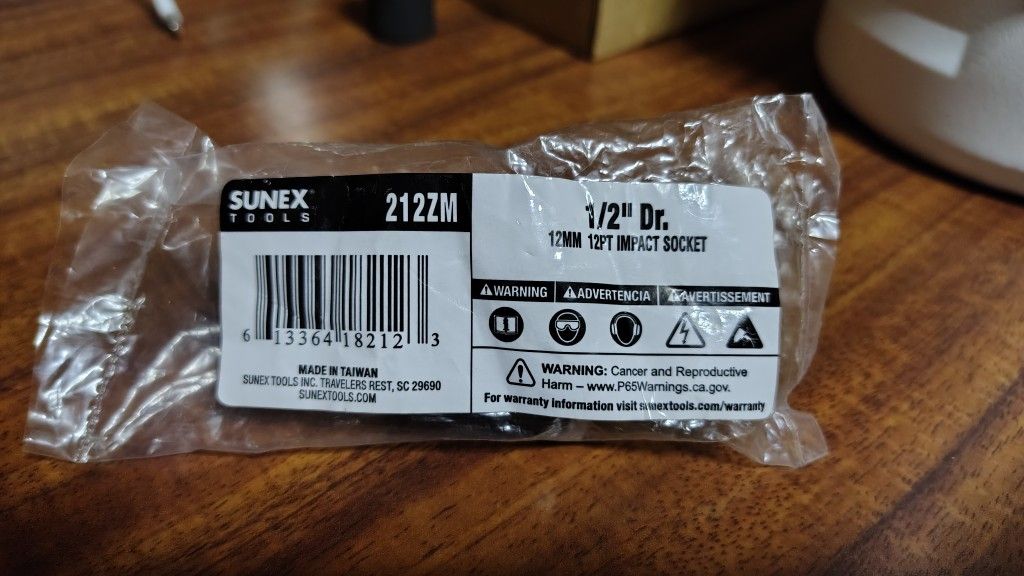 SUNEX®
TOOLS
212ZM
6 13364 18212 3
MADE IN TAIWAN
SUNEX TOOLS INC. TRAVELERS REST, SC 29690
SUNEXTOOLS.COM
1/2" Dr.
12MM 12PT IMPACT SOCKET
WARNING
ADVERTENCIA
AVERTISSEMENT
WARNING: Cancer and Reproductive
Harm – www.P65Warnings.ca.gov.
For warranty information visit sunextools.com/warranty